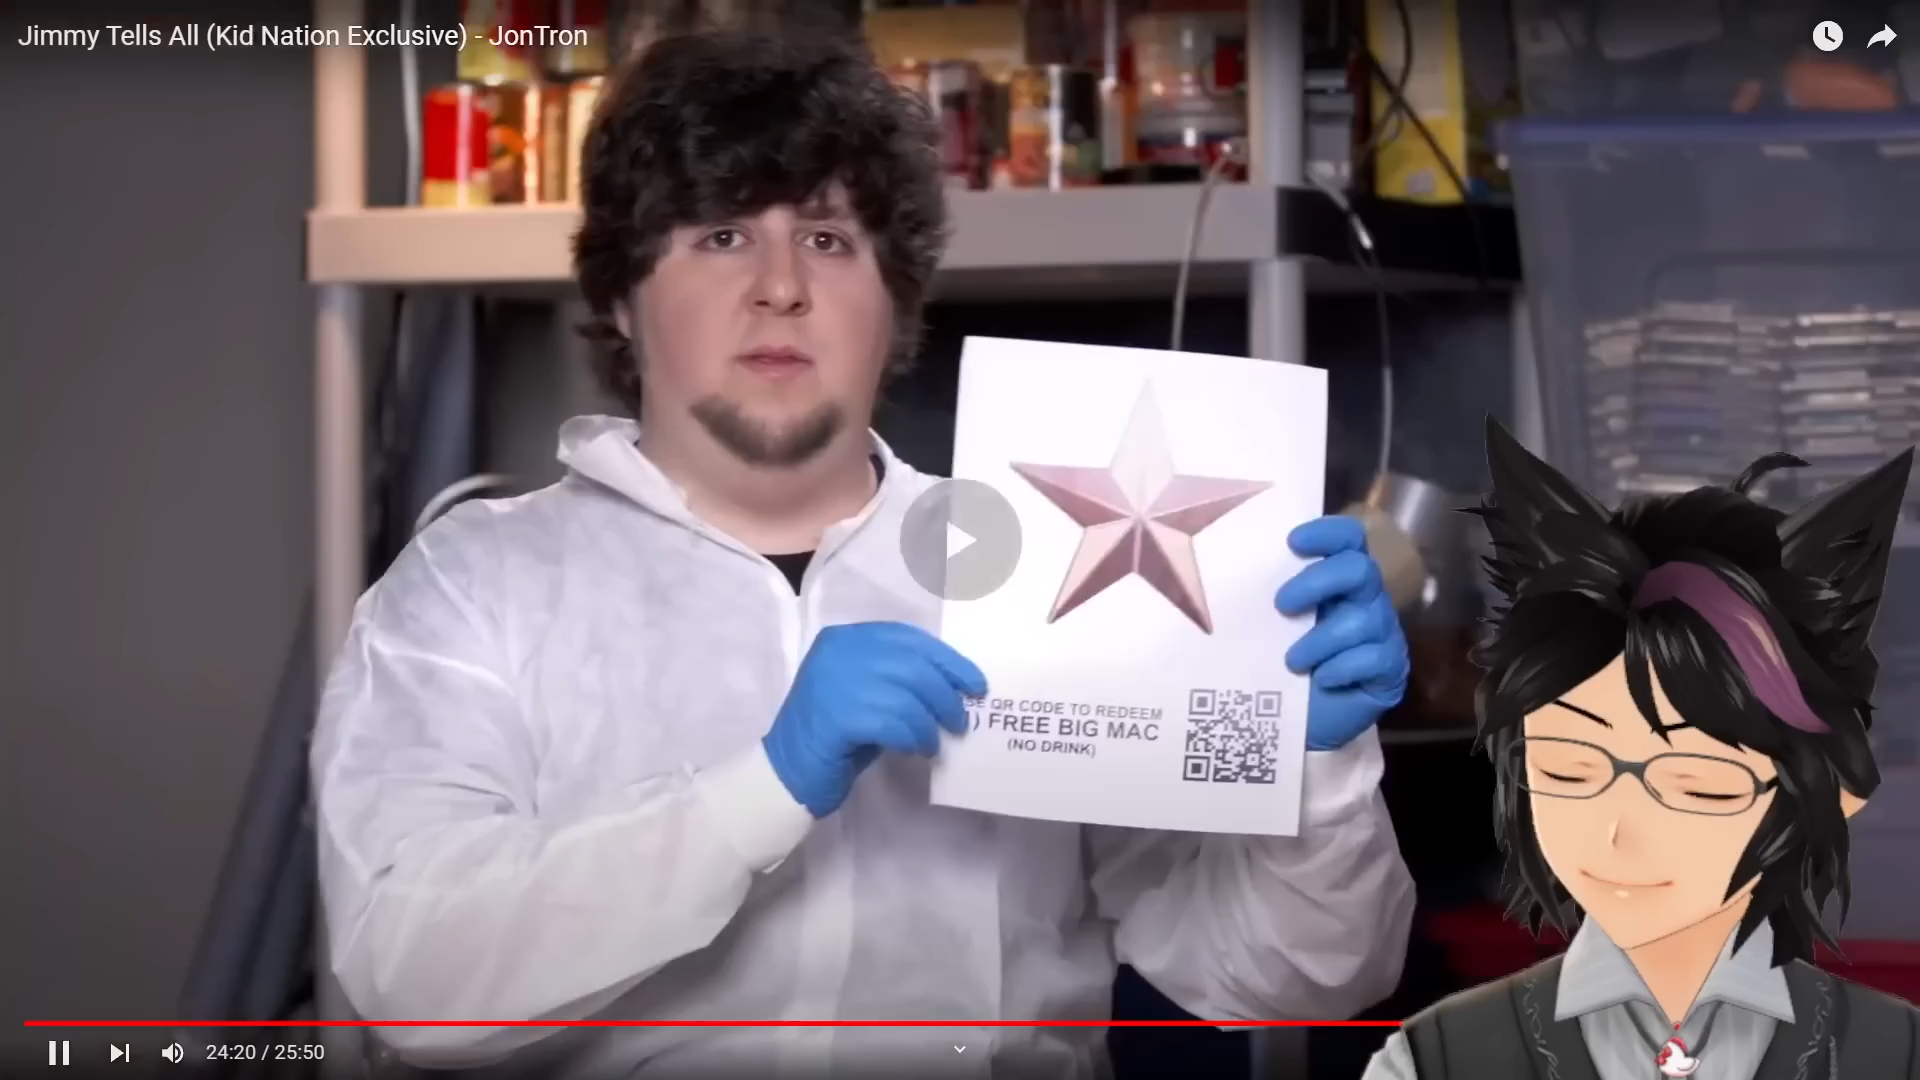 Jimmy Tells All (Kid Nation Exclusive) - JonTron
QR CODE TO REDEEM
) FREE BIG MAC
(NO DRINK)
24:20 / 25:50